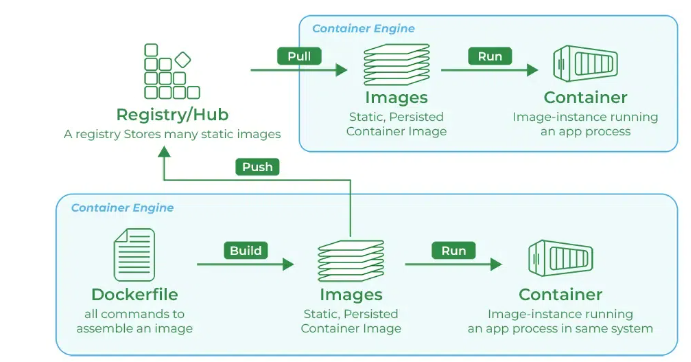 Container Engine
Pull
Run
Registry/Hub
A registry Stores many static images
Images
Static, Persisted
Container Image
Container
Image-instance running
an app process
Push
Container Engine
Build
Run
Dockerfile
all commands to
assemble an image
Images
Static, Persisted
Container Image
Container
Image-instance running
an app process in same system